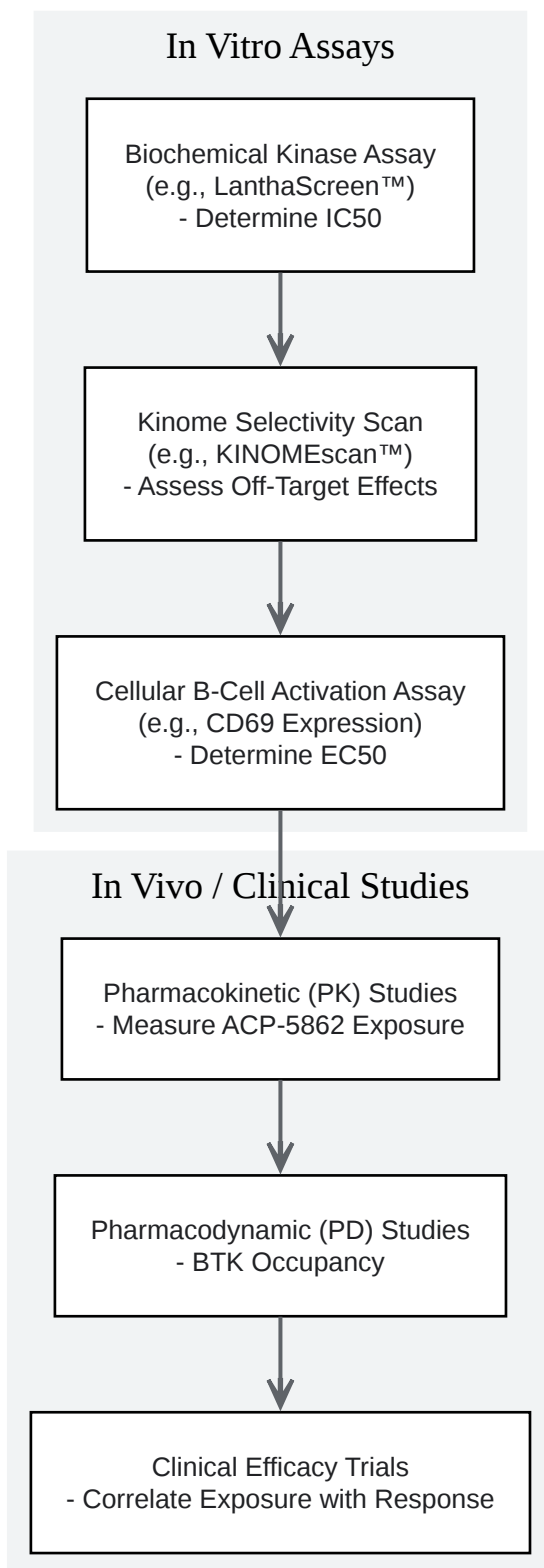 In Vitro Assays
Biochemical Kinase Assay
(e.g., LanthaScreen™)
- Determine IC50
Kinome Selectivity Scan
(e.g., KINOMEscan™)
- Assess Off-Target Effects
Cellular B-Cell Activation Assay
(e.g., CD69 Expression)
- Determine EC50
In Vivo / Clinical Studies
Pharmacokinetic (PK) Studies
- Measure ACP-5862 Exposure
Pharmacodynamic (PD) Studies
- BTK Occupancy
Clinical Efficacy Trials
- Correlate Exposure with Response